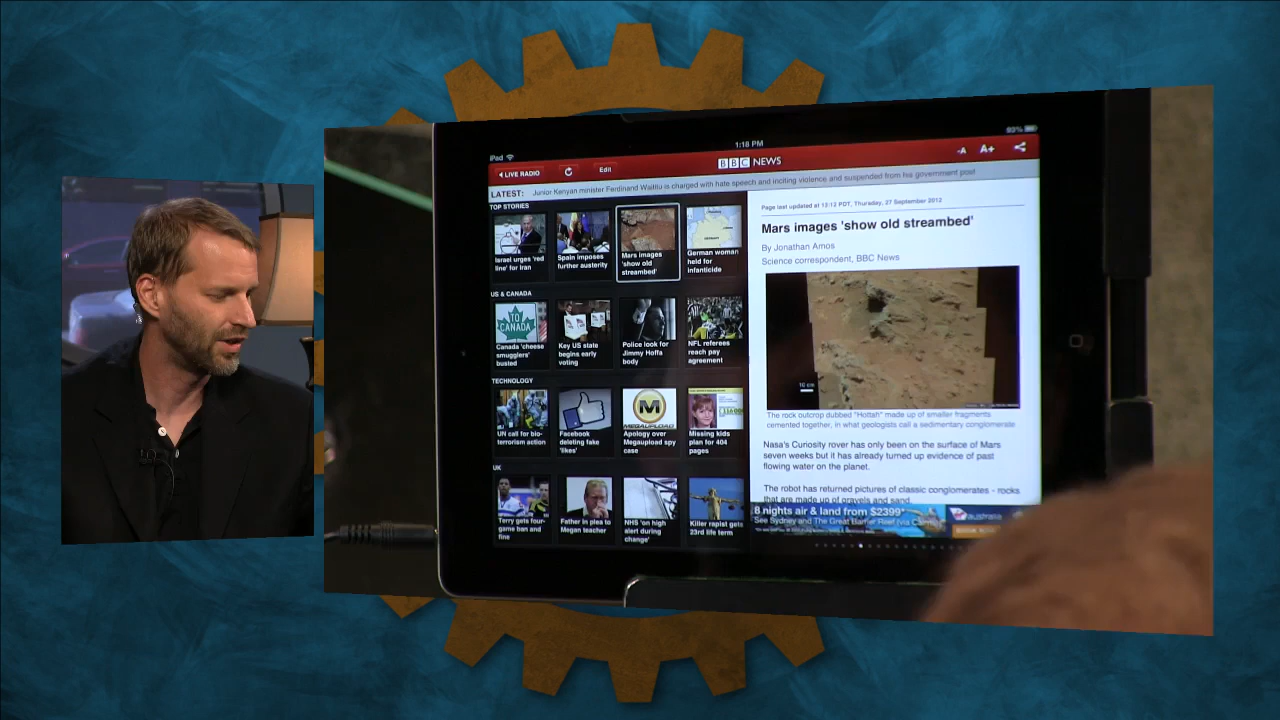 iPad
1:18 PM
93%
LIVE RADIO
Edit
BBC NEWS
-A
A+
LATEST: Junior Kenyan minister Ferdinand Waititu is charged with hate speech and inciting violence and suspended from his government post
TOP STORIES
Israel urges 'red
line' for Iran
Spain imposes
further austerity
Mars images
'show old
streambed'
German woman
held for
infanticide
US & CANADA
TO
CANADA
Canada 'cheese
smugglers'
busted
Key US state
begins early
voting
Police look for
Jimmy Hoffa
body
NFL referees
reach pay
agreement
TECHNOLOGY
UN call for bio-
terrorism action
Facebook
deleting fake
'likes'
MEGAUPLOAD
Apology over
Megaupload spy
case
Missing kids
plan for 404
pages
UK
Terry gets four-
game ban and
fine
Father in plea to
Megan teacher
NHS 'on high
alert during
change'
Killer rapist gets
23rd life term
Page last updated at 12:12 PDT, Thursday, 27 September 2012
Mars images 'show old streambed'
By Jonathan Amos
Science correspondent, BBC News
10 cm
The rock outcrop dubbed "Hottah" made up of smaller fragments
cemented together, in what geologists call a sedimentary conglomerate
Nasa's Curiosity rover has only been on the surface of Mars
seven weeks but it has already turned up evidence of past
flowing water on the planet.
The robot has returned pictures of classic conglomerates - rocks
that are made up of gravels and sand.
8 nights air & land from $2399*
See Sydney and The Great Barrier Reef (via Cairns)
australia